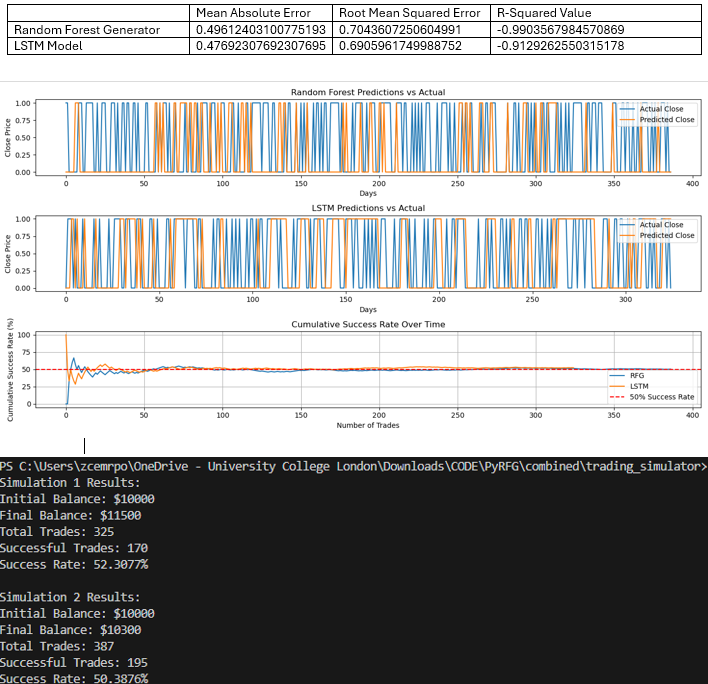 Mean Absolute Error Root Mean Squared Error R-Squared Value
Random Forest Generator 0.49612403100775193 0.7043607250604991 -0.9903567984570869
LSTM Model 0.47692307692307695 0.6905961749988752 -0.9129262550315178
Random Forest Predictions vs Actual
Close Price
1.00
0.75
0.50
0.25
0.00
Actual Close
Predicted Close
0 50 100 150 200 250 300 350 400
Days
LSTM Predictions vs Actual
Close Price
1.00
0.75
0.50
0.25
0.00
Actual Close
Predicted Close
0 50 100 150 200 250 300
Days
Cumulative Success Rate Over Time
Cumulative Success Rate (%)
100
75
50
25
0
RFG
LSTM
50% Success Rate
0 50 100 150 200 250 300 350 400
Number of Trades
PS C:\Users\zcemrpo\OneDrive - University College London\Downloads\CODE\PyRFG\combined\trading_simulator>
Simulation 1 Results:
Initial Balance: $10000
Final Balance: $11500
Total Trades: 325
Successful Trades: 170
Success Rate: 52.3077%
Simulation 2 Results:
Initial Balance: $10000
Final Balance: $10300
Total Trades: 387
Successful Trades: 195
Success Rate: 50.3876%